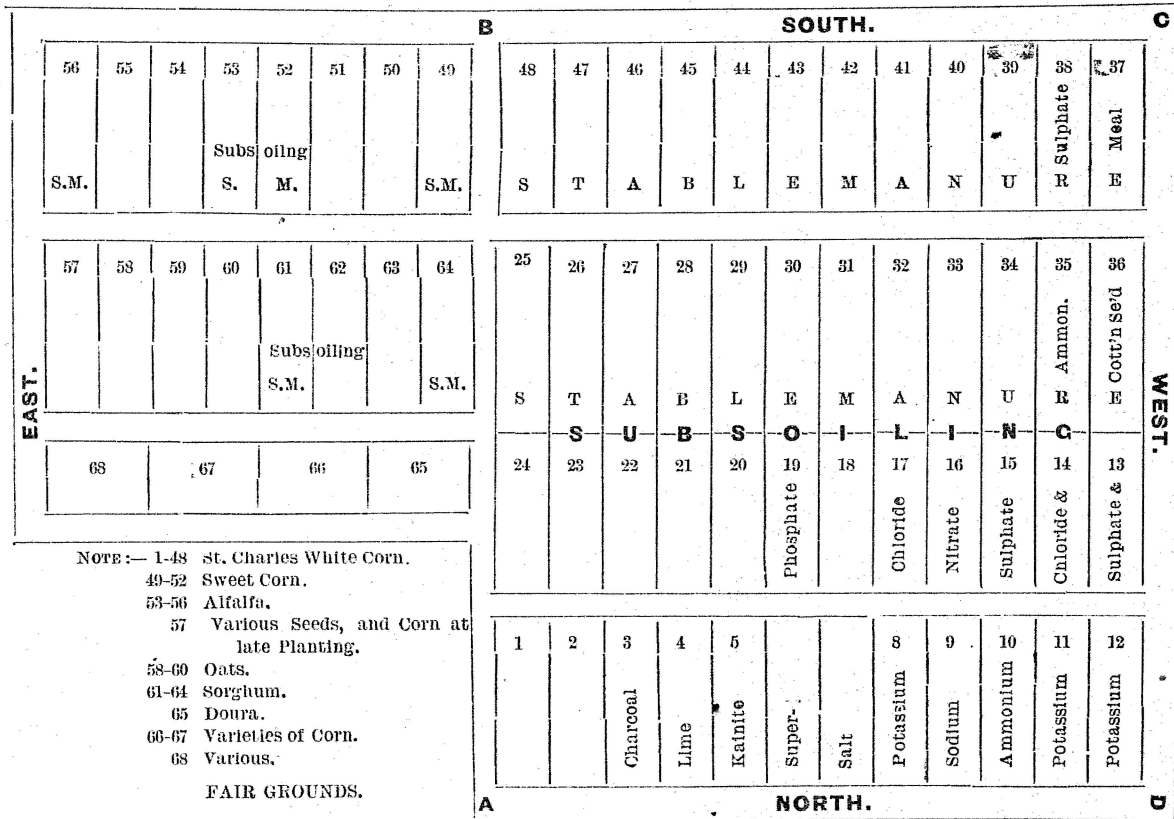 B SOUTH. C
56 55 54 53 52 51 50 49 48 47 46 45 44 43 42 41 40 39 38 37
Sulphate
Meal
Subs oilng
S.M. S. M. S.M. S T A B L E M A N U R E
57 58 59 60 61 62 63 64 25 26 27 28 29 30 31 32 33 34 35 36
Ammon.
Cott'n Se'd
Subsoiling
S.M. S.M. S T A B L E M A N U R E
EAST.
WEST.
S U B S O I L I N G
68 67 66 65 24 23 22 21 20 19 18 17 16 15 14 13
Phosphate
Chloride
Nitrate
Sulphate
Chloride &
Sulphate &
NOTE:— 1-48 St. Charles White Corn.
49-52 Sweet Corn.
53-56 Alfalfa.
57 Various Seeds, and Corn at
late Planting.
58-60 Oats.
61-64 Sorghum.
65 Doura.
66-67 Varieties of Corn.
68 Various.
FAIR GROUNDS.
1 2 3 4 5 8 9 10 11 12
Charcoal
Lime
Kainite
Super-
Salt
Potassium
Sodium
Ammonium
Potassium
Potassium
A NORTH. D